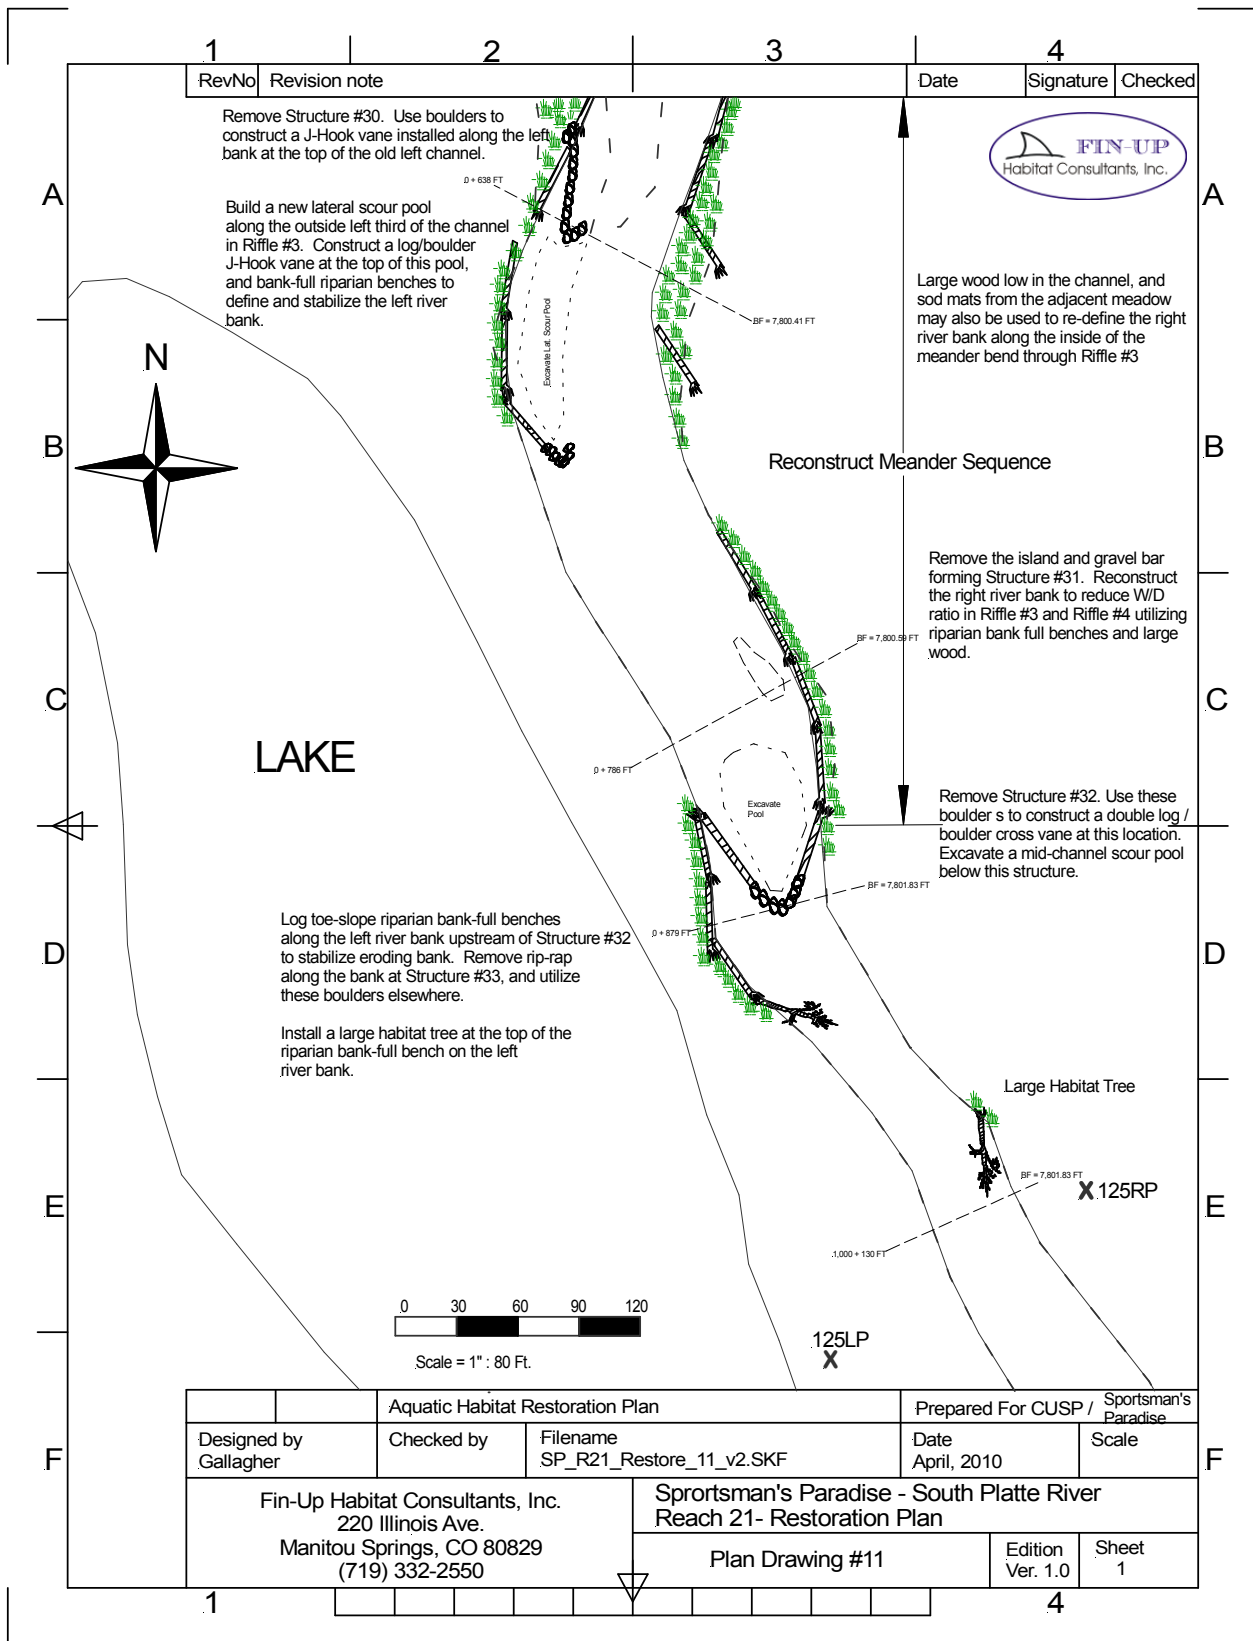 1
2
3
4
RevNo
Revision note
Date
Signature
Checked
Remove Structure #30. Use boulders to
construct a J-Hook vane installed along the left
bank at the top of the old left channel.
0 + 638 FT
FIN-UP
Habitat Consultants, Inc.
A
A
Build a new lateral scour pool
along the outside left third of the channel
in Riffle #3. Construct a log/boulder
J-Hook vane at the top of this pool,
and bank-full riparian benches to
define and stabilize the left river
bank.
Large wood low in the channel, and
sod mats from the adjacent meadow
may also be used to re-define the right
river bank along the inside of the
meander bend through Riffle #3
BF = 7,800.41 FT
Excavate Lat. Scour Pool
N
B
B
Reconstruct Meander Sequence
Remove the island and gravel bar
forming Structure #31. Reconstruct
the right river bank to reduce W/D
ratio in Riffle #3 and Riffle #4 utilizing
riparian bank full benches and large
wood.
BF = 7,800.59 FT
C
C
LAKE
0 + 786 FT
Excavate
Pool
Remove Structure #32. Use these
boulder s to construct a double log /
boulder cross vane at this location.
Excavate a mid-channel scour pool
below this structure.
BF = 7,801.83 FT
0 + 879 FT
D
D
Log toe-slope riparian bank-full benches
along the left river bank upstream of Structure #32
to stabilize eroding bank. Remove rip-rap
along the bank at Structure #33, and utilize
these boulders elsewhere.
Install a large habitat tree at the top of the
riparian bank-full bench on the left
river bank.
Large Habitat Tree
BF = 7,801.83 FT
125RP
E
E
1,000 + 130 FT
0 30 60 90 120
Scale = 1" : 80 Ft.
125LP
Aquatic Habitat Restoration Plan
Prepared For CUSP /
Sportsman's
Paradise
F
F
Designed by
Gallagher
Checked by
Filename
SP_R21_Restore_11_v2.SKF
Date
April, 2010
Scale
Fin-Up Habitat Consultants, Inc.
220 Illinois Ave.
Manitou Springs, CO 80829
(719) 332-2550
Sprortsman's Paradise - South Platte River
Reach 21- Restoration Plan
Plan Drawing #11
Edition
Ver. 1.0
Sheet
1
1
4